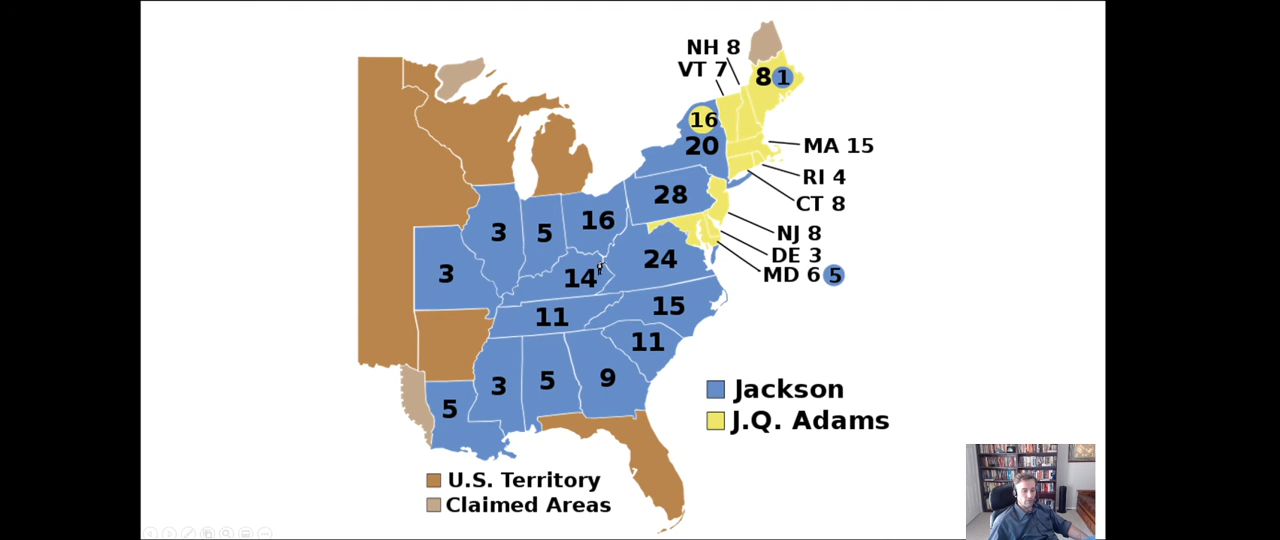 NH 8
VT 7
8 1
16
20
MA 15
RI 4
CT 8
28
NJ 8
3
5
16
DE 3
24
MD 6 5
3
14
11
15
11
3
5
9
5
Jackson
J.Q. Adams
U.S. Territory
Claimed Areas